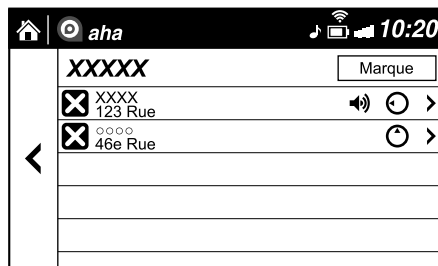 aha 10:20
XXXXX Marque
XXXX
123 Rue
○○○○
46e Rue